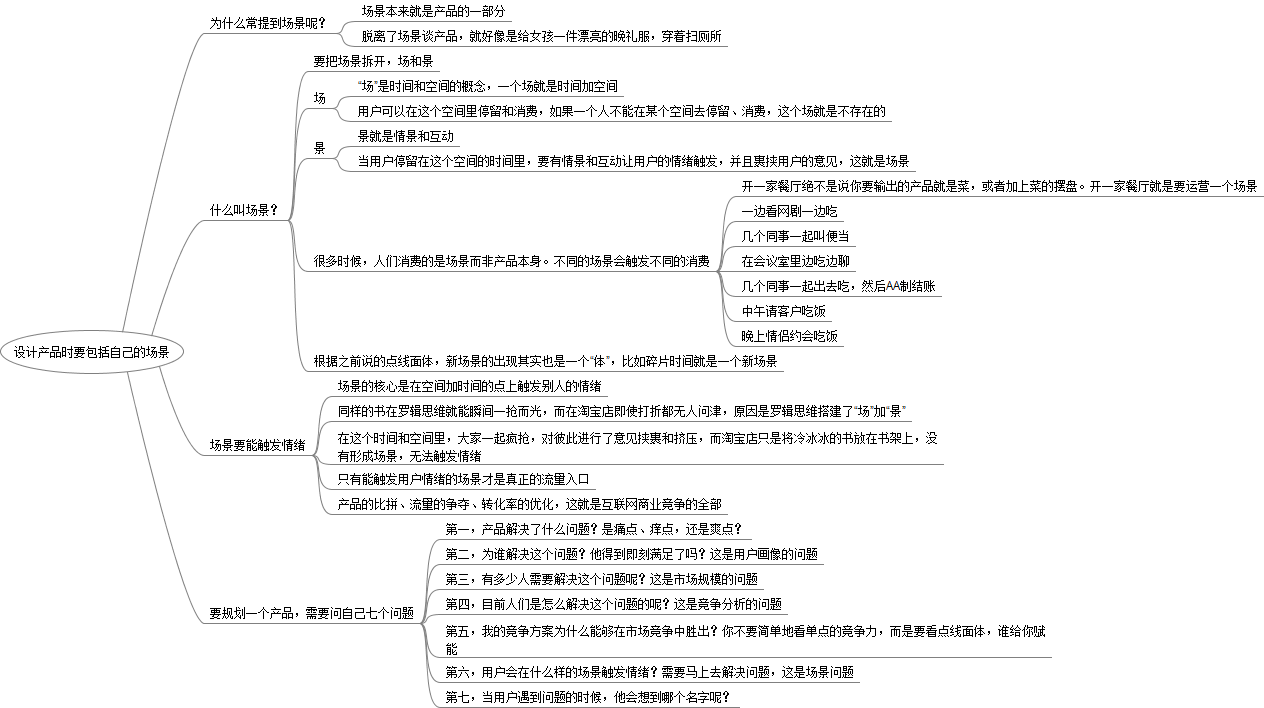 为什么常提到场景呢？
场景本来就是产品的一部分
脱离了场景谈产品，就好像是给女孩一件漂亮的晚礼服，穿着扫厕所
什么叫场景？
要把场景拆开，场和景
场
“场”是时间和空间的概念，一个场就是时间加空间
用户可以在这个空间里停留和消费，如果一个人不能在某个空间去停留、消费，这个场就是不存在的
景
景就是情景和互动
当用户停留在这个空间的时间里，要有情景和互动让用户的情绪触发，并且裹挟用户的意见，这就是场景
很多时候，人们消费的是场景而非产品本身。不同的场景会触发不同的消费
开一家餐厅绝不是说你要输出的产品就是菜，或者加上菜的摆盘。开一家餐厅就是要运营一个场景
一边看网剧一边吃
几个同事一起叫便当
在会议室里边吃边聊
几个同事一起出去吃，然后AA制结账
中午请客户吃饭
晚上情侣约会吃饭
根据之前说的点线面体，新场景的出现其实也是一个“体”，比如碎片时间就是一个新场景
设计产品时要包括自己的场景
场景要能触发情绪
场景的核心是在空间加时间的点上触发别人的情绪
同样的书在罗辑思维就能瞬间一抢而光，而在淘宝店即使打折都无人问津，原因是罗辑思维搭建了“场”加“景”
在这个时间和空间里，大家一起疯抢，对彼此进行了意见挟裹和挤压，而淘宝店只是将冷冰冰的书放在书架上，没
有形成场景，无法触发情绪
只有能触发用户情绪的场景才是真正的流量入口
产品的比拼、流量的争夺、转化率的优化，这就是互联网商业竞争的全部
要规划一个产品，需要问自己七个问题
第一，产品解决了什么问题？是痛点、痒点，还是爽点？
第二，为谁解决这个问题？他得到即刻满足了吗？这是用户画像的问题
第三，有多少人需要解决这个问题呢？这是市场规模的问题
第四，目前人们是怎么解决这个问题的呢？这是竞争分析的问题
第五，我的竞争方案为什么能够在市场竞争中胜出？你不要简单地看单点的竞争力，而是要看点线面体，谁给你赋
能
第六，用户会在什么样的场景触发情绪？需要马上去解决问题，这是场景问题
第七，当用户遇到问题的时候，他会想到哪个名字呢？